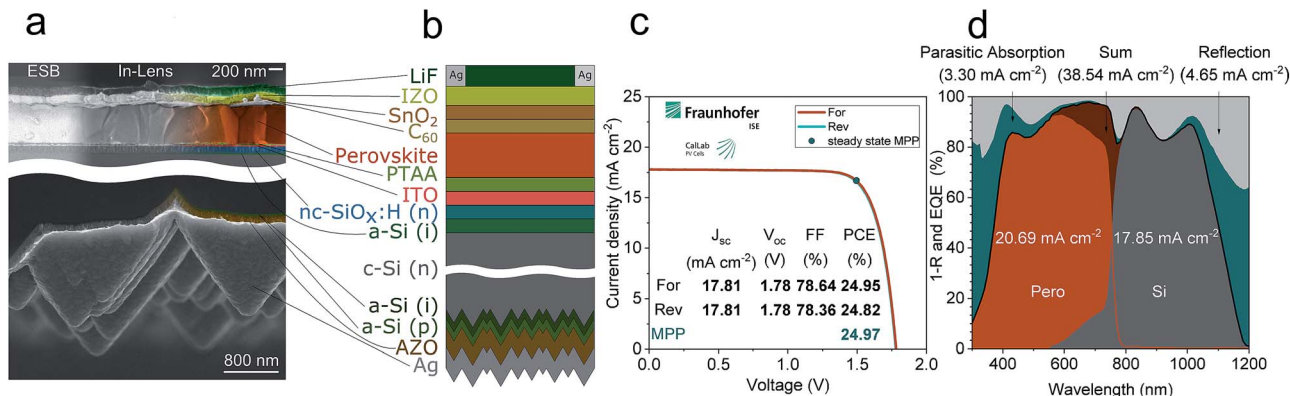 a
ESB
In-Lens
200 nm
800 nm
b
LiF
IZO
SnO₂
C₆₀
Perovskite
PTAA
ITO
nc-SiOₓ:H (n)
a-Si (i)
c-Si (n)
a-Si (i)
a-Si (p)
AZO
Ag
Ag
Ag
c
Current density (mA cm⁻²)
25
20
15
10
5
0
Fraunhofer
ISE
CalLab
PV Cells
For
Rev
steady state MPP
Jsc Voc FF PCE
(mA cm⁻²) (V) (%) (%)
For 17.81 1.78 78.64 24.95
Rev 17.81 1.78 78.36 24.82
MPP 24.97
0.0 0.5 1.0 1.5 2.0
Voltage (V)
d
Parasitic Absorption
(3.30 mA cm⁻²)
Sum
(38.54 mA cm⁻²)
Reflection
(4.65 mA cm⁻²)
1-R and EQE (%)
100
80
60
40
20
0
20.69 mA cm⁻²
17.85 mA cm⁻²
Pero
Si
400 600 800 1000 1200
Wavelength (nm)